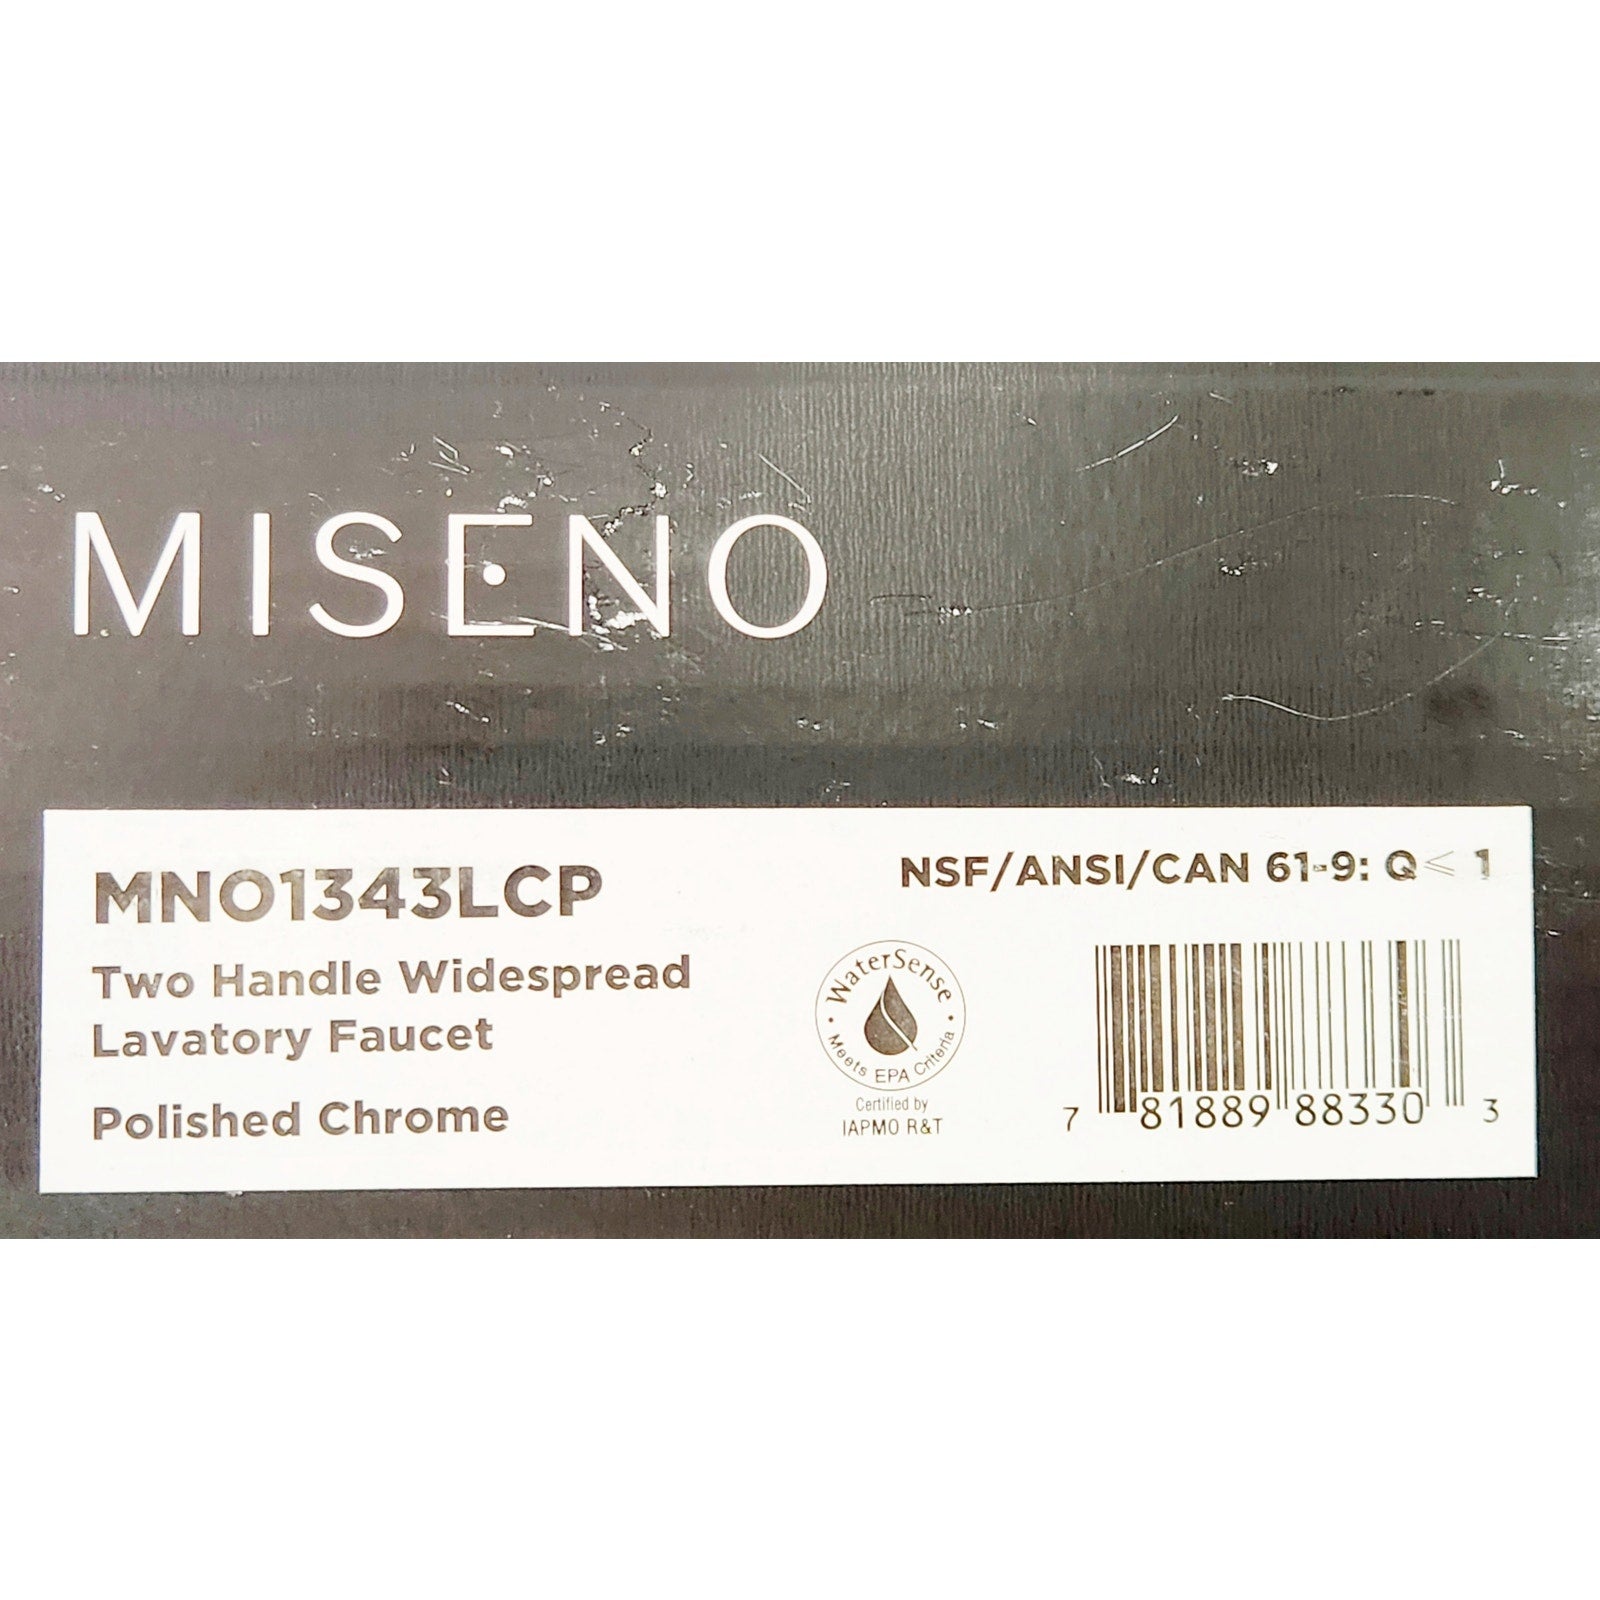 MISENO
MNO1343LCP
Two Handle Widespread
Lavatory Faucet
Polished Chrome
NSF/ANSI/CAN 61-9: Q ≤ 1
WaterSense
Meets EPA Criteria
Certified by
IAPMO R&T
7 81889 88330 3